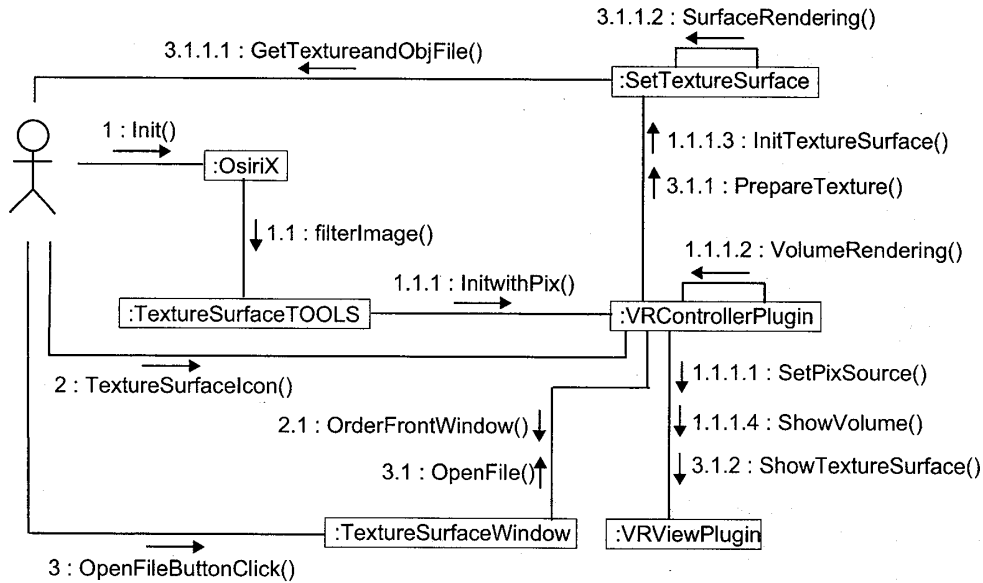 3.1.1.2 : SurfaceRendering()
3.1.1.1 : GetTextureandObjFile()
:SetTextureSurface
1 : Init()
1.1.1.3 : InitTextureSurface()
:OsiriX
3.1.1 : PrepareTexture()
1.1 : filterImage()
1.1.1.2 : VolumeRendering()
1.1.1 : InitwithPix()
:TextureSurfaceTOOLS
:VRControllerPlugin
2 : TextureSurfaceIcon()
1.1.1.1 : SetPixSource()
2.1 : OrderFrontWindow()
1.1.1.4 : ShowVolume()
3.1 : OpenFile()
3.1.2 : ShowTextureSurface()
:TextureSurfaceWindow
:VRViewPlugin
3 : OpenFileButtonClick()